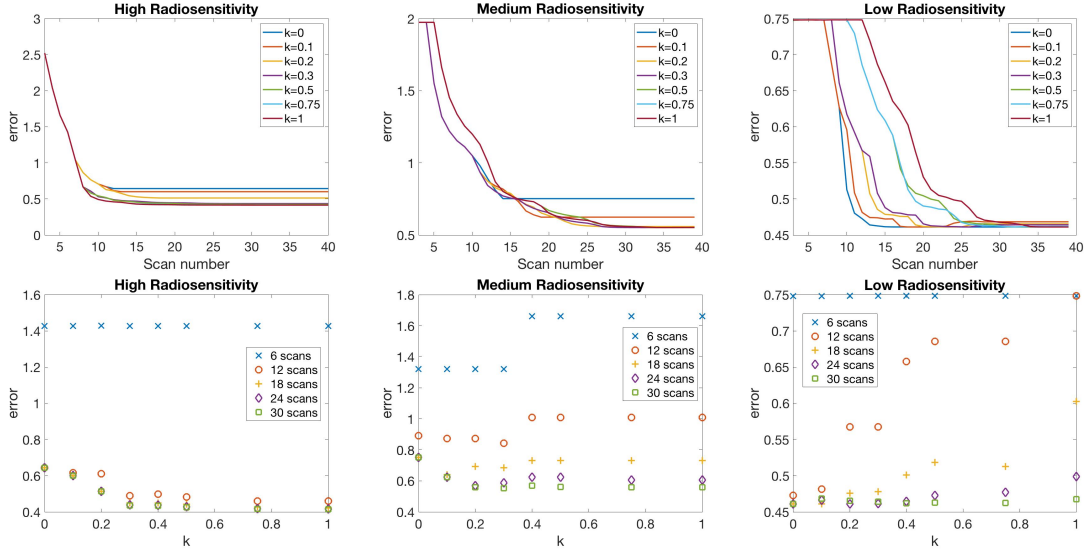 High Radiosensitivity
3
2.5
2
1.5
1
0.5
0
error
5 10 15 20 25 30 35 40
Scan number
k=0
k=0.1
k=0.2
k=0.3
k=0.5
k=0.75
k=1
Medium Radiosensitivity
2
1.5
1
0.5
error
5 10 15 20 25 30 35 40
Scan number
k=0
k=0.1
k=0.2
k=0.3
k=0.5
k=0.75
k=1
Low Radiosensitivity
0.75
0.7
0.65
0.6
0.55
0.5
0.45
error
5 10 15 20 25 30 35 40
Scan number
k=0
k=0.1
k=0.2
k=0.3
k=0.5
k=0.75
k=1
High Radiosensitivity
1.6
1.4
1.2
1
0.8
0.6
0.4
error
0 0.2 0.4 0.6 0.8 1
k
6 scans
12 scans
18 scans
24 scans
30 scans
Medium Radiosensitivity
1.8
1.6
1.4
1.2
1
0.8
0.6
0.4
error
0 0.2 0.4 0.6 0.8 1
k
6 scans
12 scans
18 scans
24 scans
30 scans
Low Radiosensitivity
0.75
0.7
0.65
0.6
0.55
0.5
0.45
error
0 0.2 0.4 0.6 0.8 1
k
6 scans
12 scans
18 scans
24 scans
30 scans